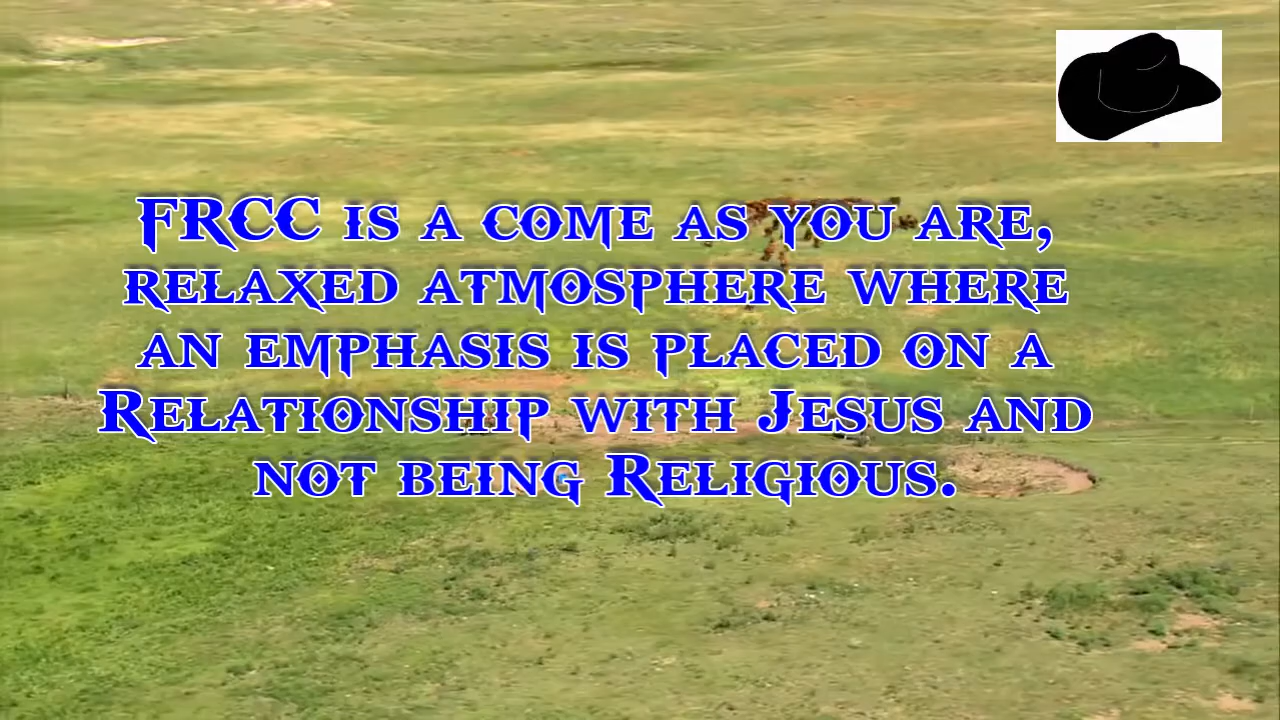 FRCC is a come as you are,
relaxed atmosphere where
an emphasis is placed on a
Relationship with Jesus and
not being Religious.